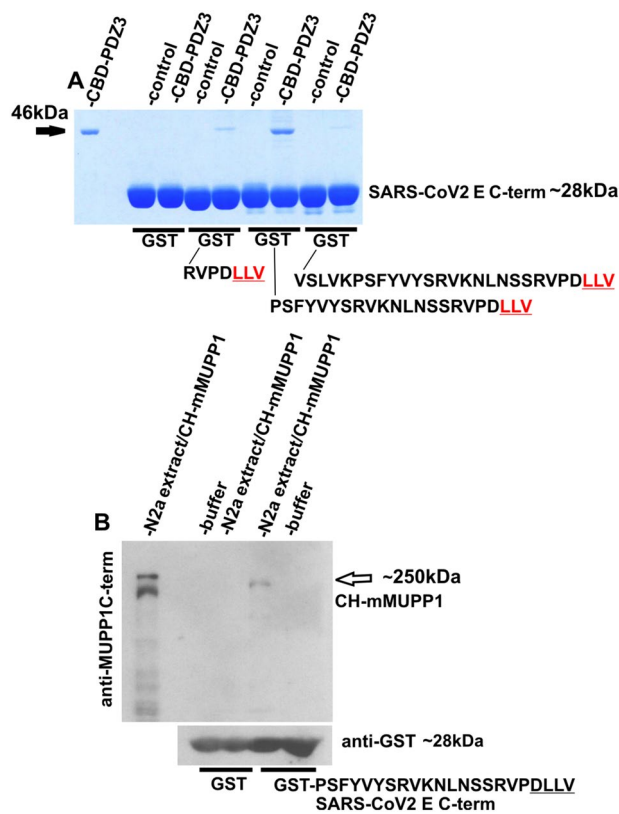 A
-CBD-PDZ3
-control
-CBD-PDZ3
-control
-CBD-PDZ3
-control
-CBD-PDZ3
-control
-CBD-PDZ3
46kDa
SARS-CoV2 E C-term ~28kDa
GST GST GST GST
RVPDLLV
VSLVKPSFYVYSRVKNLNSSRVPDLLV
PSFYVYSRVKNLNSSRVPDLLV
B
-N2a extract/CH-mMUPP1
-buffer
-N2a extract/CH-mMUPP1
-N2a extract/CH-mMUPP1
-buffer
anti-MUPP1C-term
~250kDa
CH-mMUPP1
anti-GST ~28kDa
GST GST-PSFYVYSRVKNLNSSRVPDLLV
SARS-CoV2 E C-term